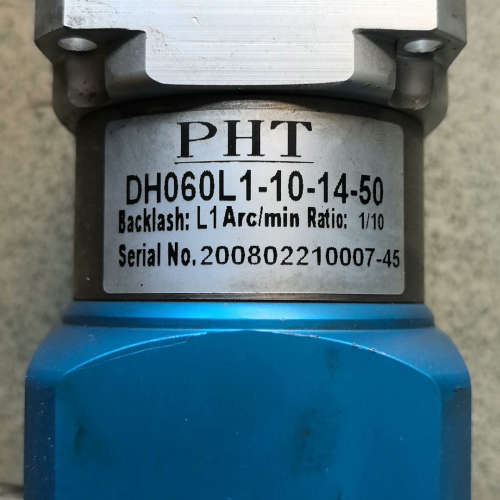 PHT
DH060L1-10-14-50
Backlash: L1 Arc/min Ratio: 1/10
Serial No. 200802210007-45